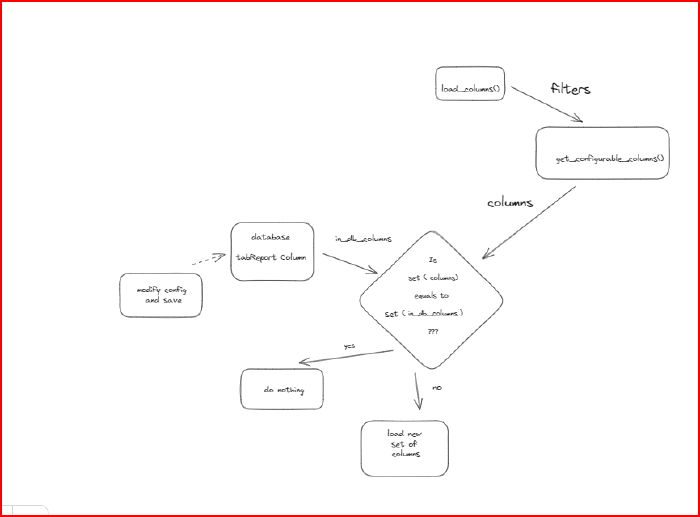 load_columns()
filters
get_configurable_columns()
columns
database
tabReport Column
in_db_columns
modify config
and save
Is
set ( columns)
equals to
set ( in_db_columns )
???
yes
do nothing
no
load new
set of
columns